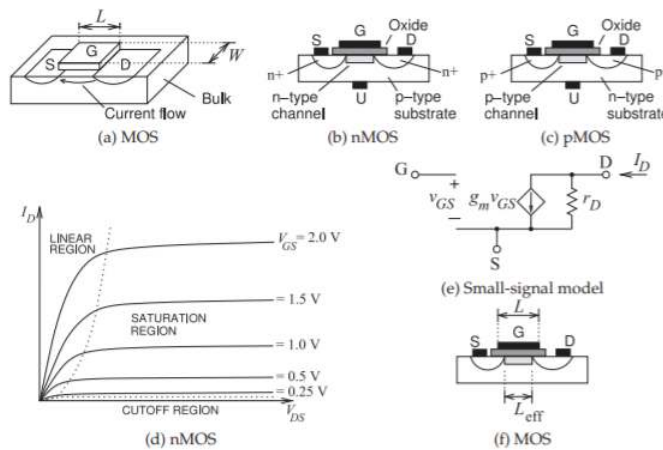 L
W
G
S
D
Current flow
Bulk
(a) MOS
G
Oxide
S
D
n+
n+
n−type
channel
U
p−type
substrate
(b) nMOS
G
Oxide
S
D
p+
p
p−type
channel
U
n−type
substrate
(c) pMOS
I_D
LINEAR
REGION
V_GS = 2.0 V
= 1.5 V
SATURATION
REGION
= 1.0 V
= 0.5 V
= 0.25 V
CUTOFF REGION
V_DS
(d) nMOS
G
D
I_D
+
v_GS
−
g_m v_GS
r_D
S
(e) Small-signal model
L
S
G
D
L_eff
(f) MOS